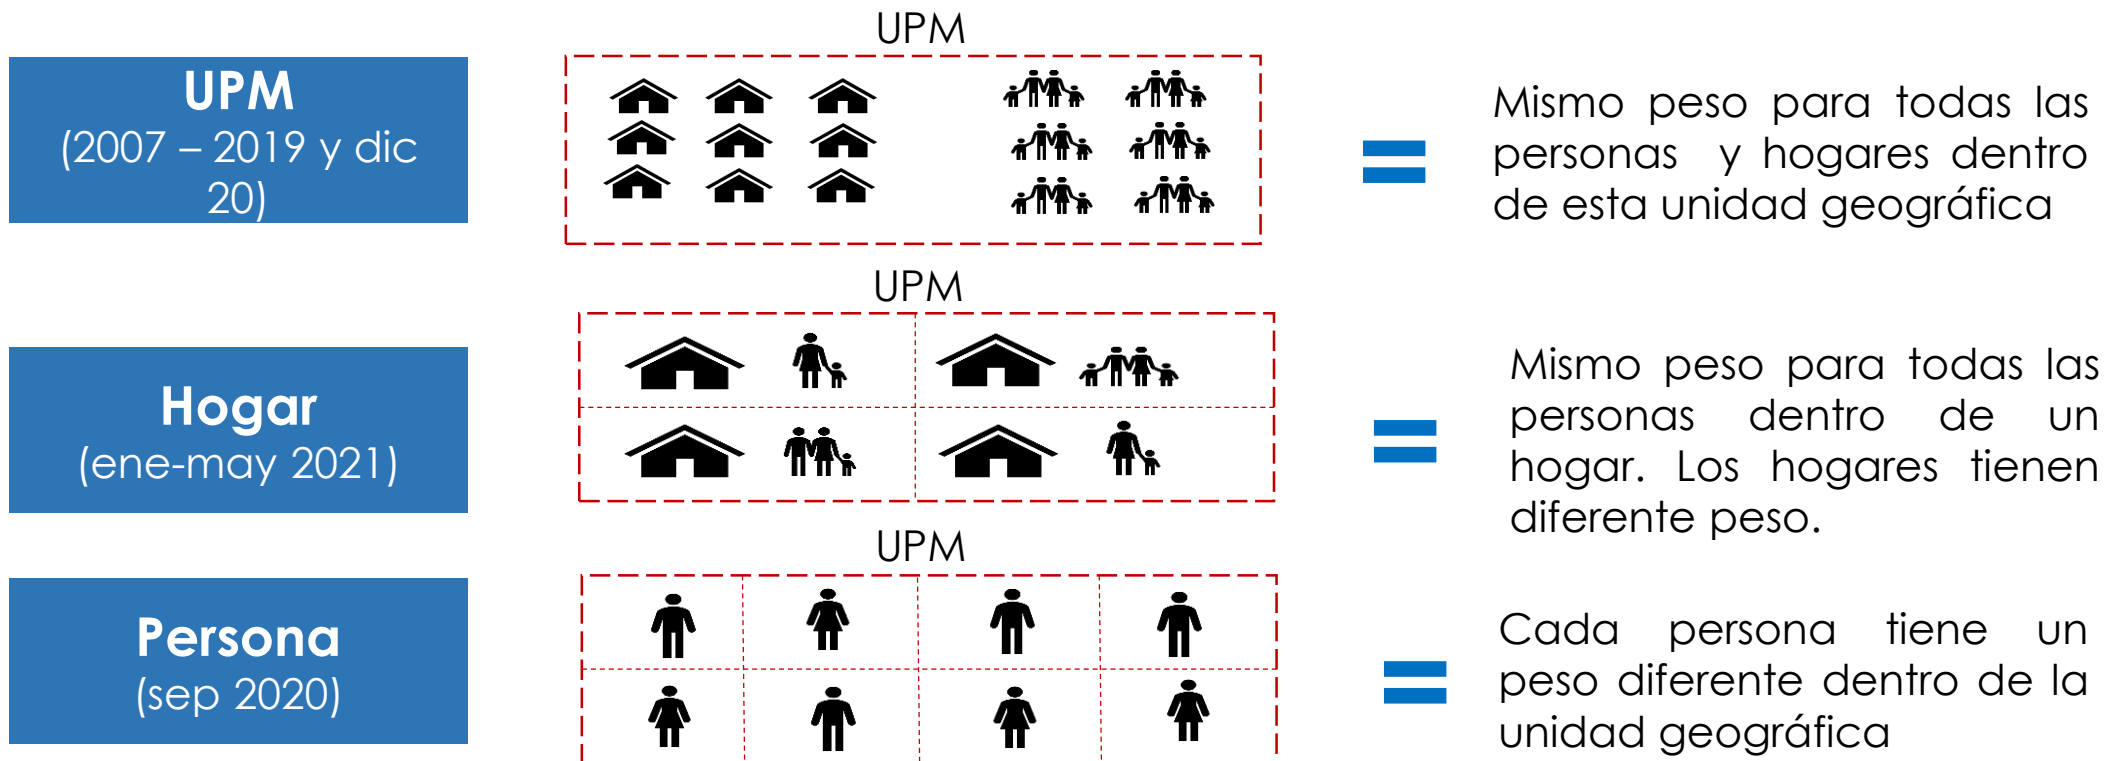 UPM
UPM
(2007 – 2019 y dic
20)
Mismo peso para todas las
personas y hogares dentro
de esta unidad geográfica
UPM
Hogar
(ene-may 2021)
Mismo peso para todas las
personas dentro de un
hogar. Los hogares tienen
diferente peso.
UPM
Persona
(sep 2020)
Cada persona tiene un
peso diferente dentro de la
unidad geográfica